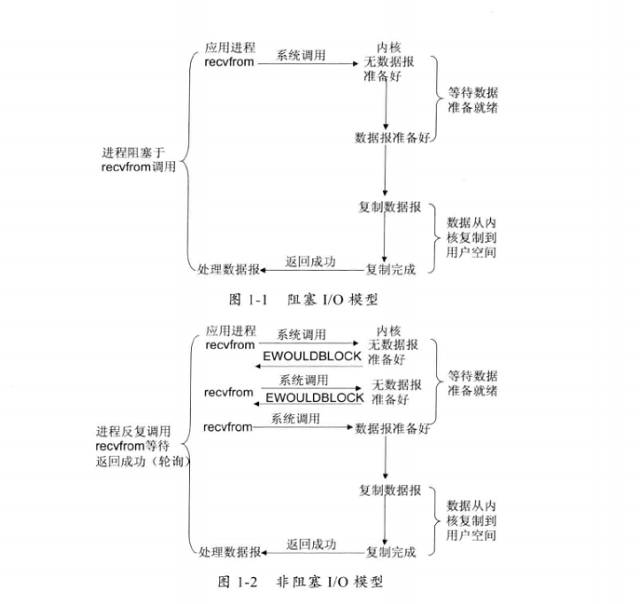 应用进程
recvfrom
系统调用
内核
无数据报
准备好
等待数据
准备就绪
数据报准备好
进程阻塞于
recvfrom调用
复制数据报
数据从内
核复制到
用户空间
处理数据报
返回成功
复制完成
图 1-1 阻塞 I/O 模型
应用进程
recvfrom
系统调用
内核
无数据报
准备好
EWOULDBLOCK
recvfrom
系统调用
无数据报
准备好
EWOULDBLOCK
等待数据
准备就绪
recvfrom
系统调用
数据报准备好
进程反复调用
recvfrom等待
返回成功（轮询）
复制数据报
数据从内
核复制到
用户空间
处理数据报
返回成功
复制完成
图 1-2 非阻塞 I/O 模型